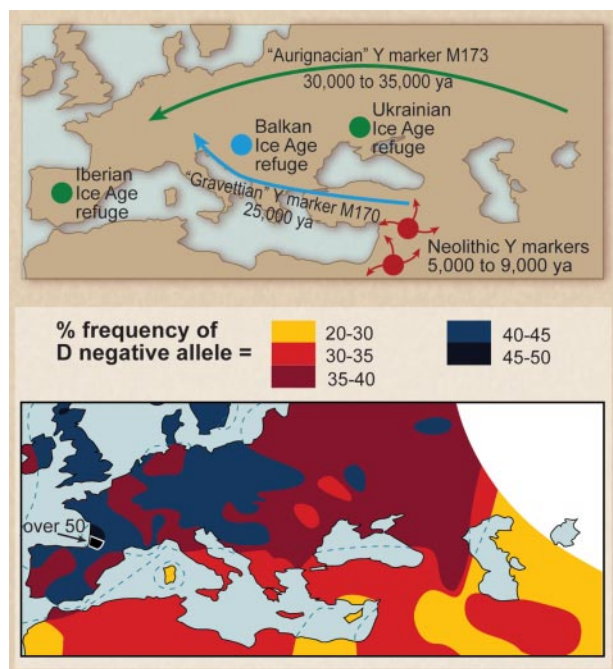 “Aurignacian” Y marker M173
30,000 to 35,000 ya
Ukrainian
Ice Age
refuge
Balkan
Ice Age
refuge
Iberian
Ice Age
refuge
“Gravettian” Y marker M170
25,000 ya
Neolithic Y markers
5,000 to 9,000 ya
% frequency of
D negative allele =
20-30
30-35
35-40
40-45
45-50
over 50